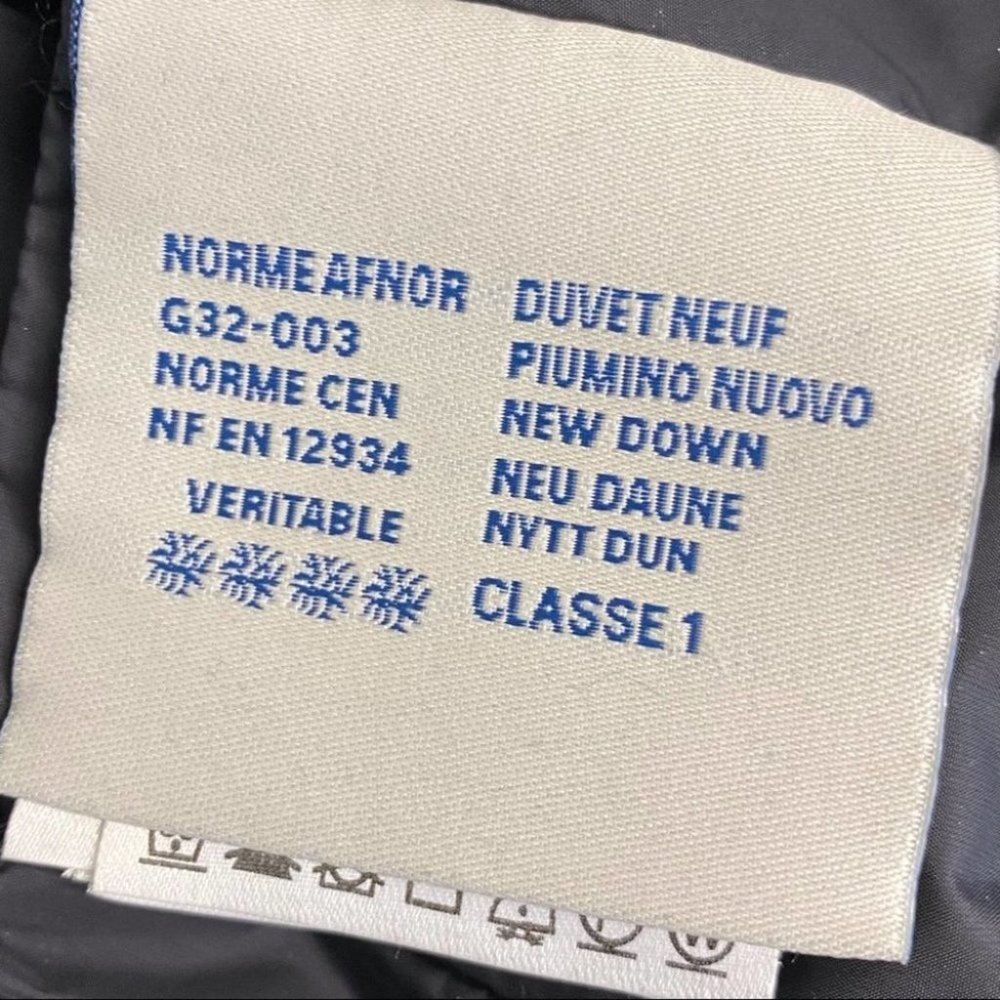 NORME AFNOR
G32-003
NORME CEN
NF EN 12934
VERITABLE
DUVET NEUF
PIUMINO NUOVO
NEW DOWN
NEU DAUNE
NYTT DUN
CLASSE 1